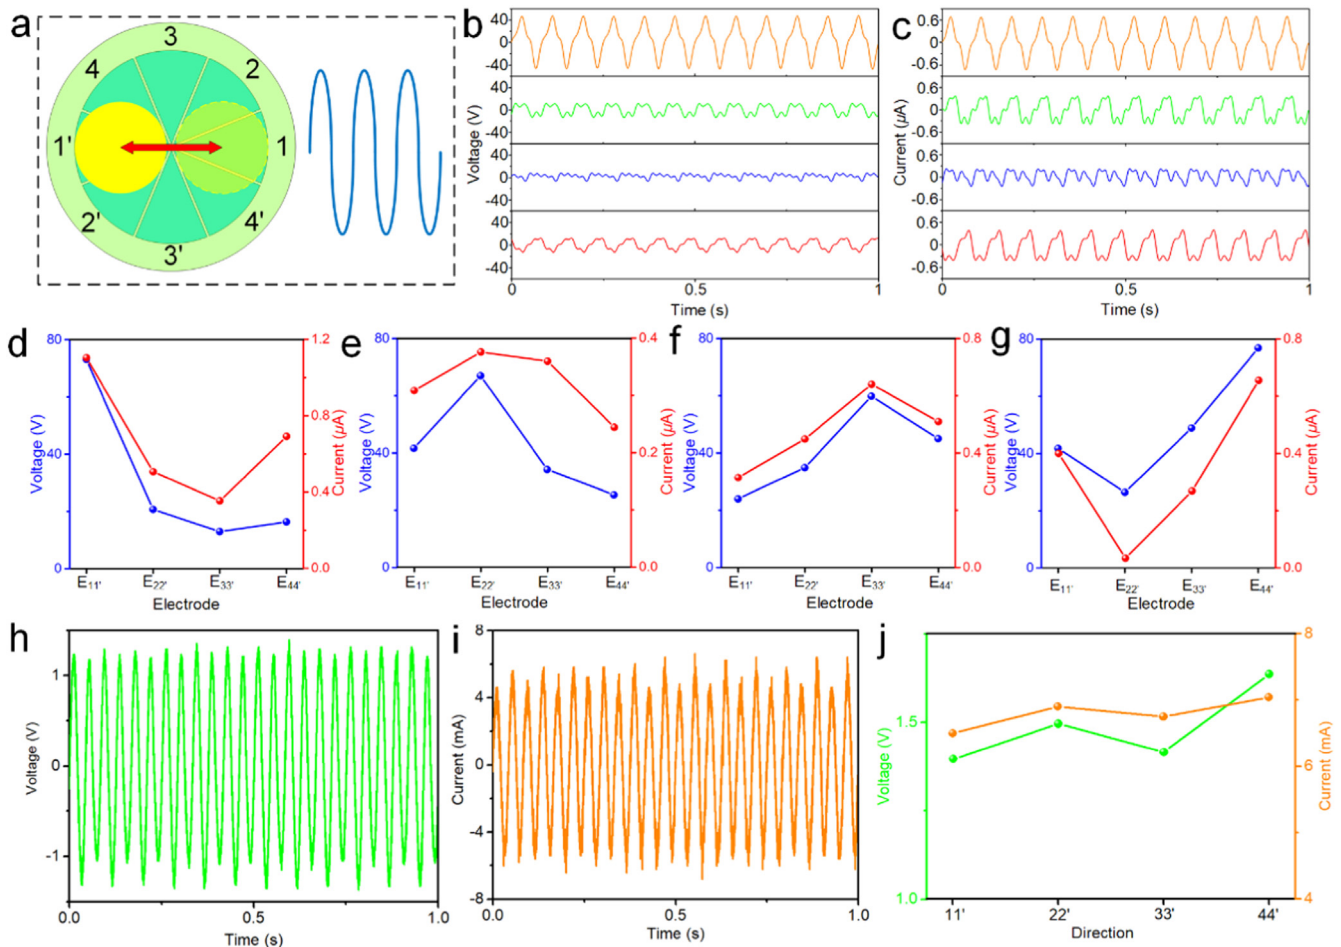 a
3
4
2
1'
1
2'
4'
3'
b
Voltage (V)
40
0
-40
40
0
-40
40
0
-40
40
0
-40
0
0.5
1
Time (s)
c
Current (μA)
0.6
0
-0.6
0.6
0
-0.6
0.6
0
-0.6
0.6
0
-0.6
0
0.5
1
Time (s)
d
Voltage (V)
80
40
0
1.2
0.8
0.4
0.0
Current (μA)
E11'
E22'
E33'
E44'
Electrode
e
Voltage (V)
80
40
0
0.4
0.2
0.0
Current (μA)
E11'
E22'
E33'
E44'
Electrode
f
Voltage (V)
80
40
0
0.8
0.4
0.0
Current (μA)
E11'
E22'
E33'
E44'
Electrode
g
Voltage (V)
80
40
0
0.8
0.4
0.0
Current (μA)
E11'
E22'
E33'
E44'
Electrode
h
Voltage (V)
1
0
-1
0.0
0.5
1.0
Time (s)
i
Current (mA)
8
4
0
-4
-8
0.0
0.5
1.0
Time (s)
j
Voltage (V)
1.5
1.0
8
6
4
Current (mA)
11'
22'
33'
44'
Direction